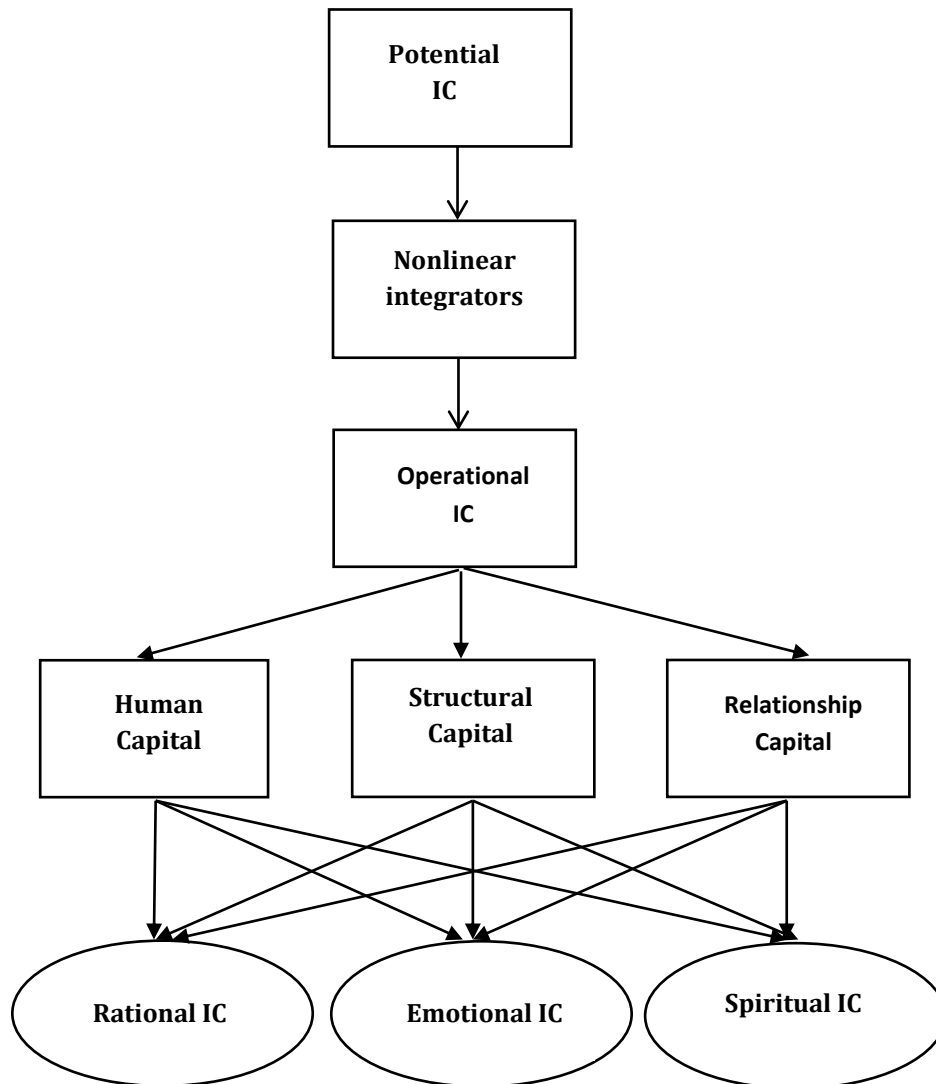 Potential
IC
Nonlinear
integrators
Operational
IC
Human
Capital
Structural
Capital
Relationship
Capital
Rational IC
Emotional IC
Spiritual IC